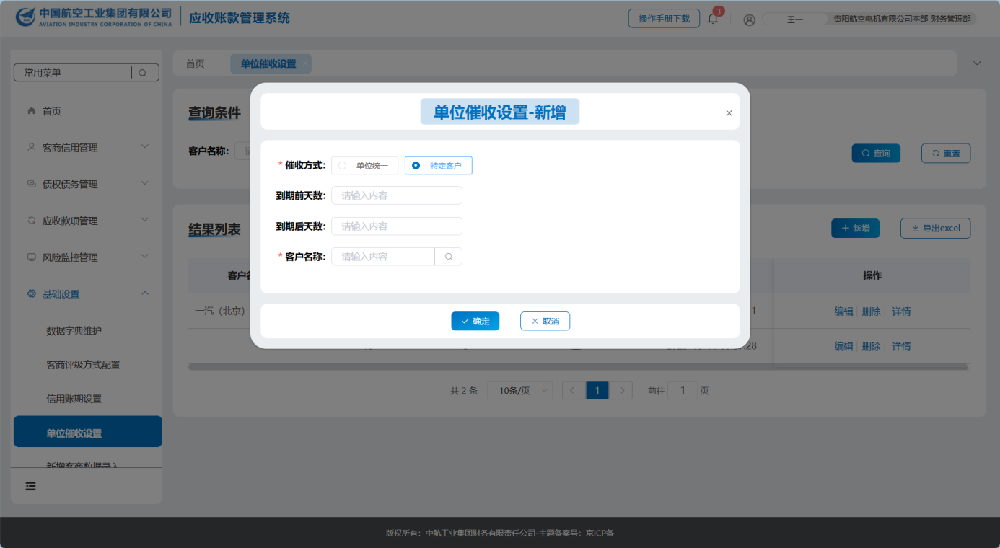 中国航空工业集团有限公司
AVIATION INDUSTRY CORPORATION OF CHINA
应收账款管理系统
操作手册下载
3
王一
贵阳航空电机有限公司本部-财务管理部
常用菜单
首页
客商信用管理
债权债务管理
应收款项管理
风险监控管理
基础设置
数据字典维护
客商评级方式配置
信用账期设置
单位催收设置
新增客商数据录入
首页
单位催收设置
查询条件
客户名称:
查询
重置
单位催收设置-新增
* 催收方式: 单位统一 特定客户
到期前天数: 请输入内容
到期后天数: 请输入内容
* 客户名称: 请输入内容
确定
取消
结果列表
新增
导出excel
操作
一汽（北京）
编辑 删除 详情
编辑 删除 详情
共 2 条
10条/页
1
前往 1 页
版权所有：中航工业集团财务有限责任公司-主题备案号：京ICP备